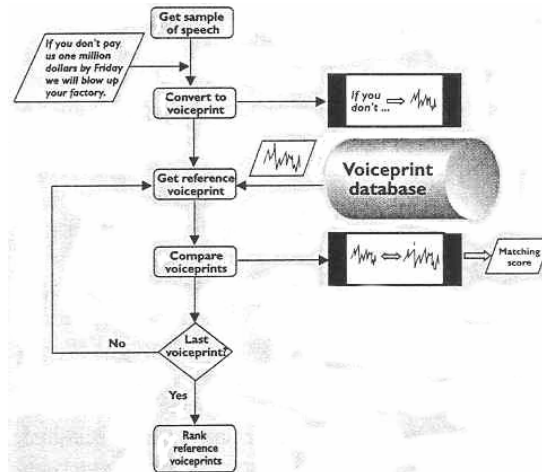 Get sample
of speech
If you don't pay
us one million
dollars by Friday
we will blow up
your factory.
Convert to
voiceprint
If you
don't ...
Get reference
voiceprint
Voiceprint
database
Compare
voiceprints
Matching
score
Last
voiceprint?
No
Yes
Rank
reference
voiceprints